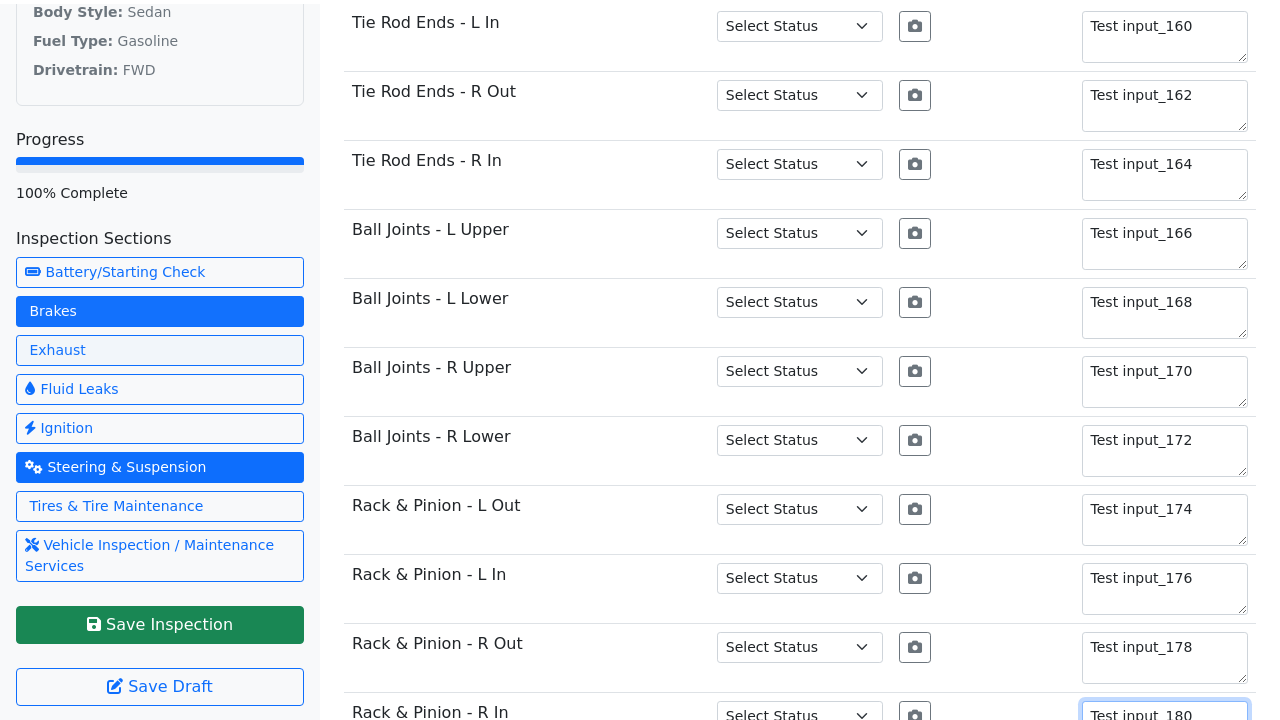 Body Style: Sedan
Fuel Type: Gasoline
Drivetrain: FWD
Progress
100% Complete
Inspection Sections
Battery/Starting Check
Brakes
Exhaust
Fluid Leaks
Ignition
Steering & Suspension
Tires & Tire Maintenance
Vehicle Inspection / Maintenance
Services
Save Inspection
Save Draft
Tie Rod Ends - L In Select Status Test input_160
Tie Rod Ends - R Out Select Status Test input_162
Tie Rod Ends - R In Select Status Test input_164
Ball Joints - L Upper Select Status Test input_166
Ball Joints - L Lower Select Status Test input_168
Ball Joints - R Upper Select Status Test input_170
Ball Joints - R Lower Select Status Test input_172
Rack & Pinion - L Out Select Status Test input_174
Rack & Pinion - L In Select Status Test input_176
Rack & Pinion - R Out Select Status Test input_178
Rack & Pinion - R In Select Status Test input_180